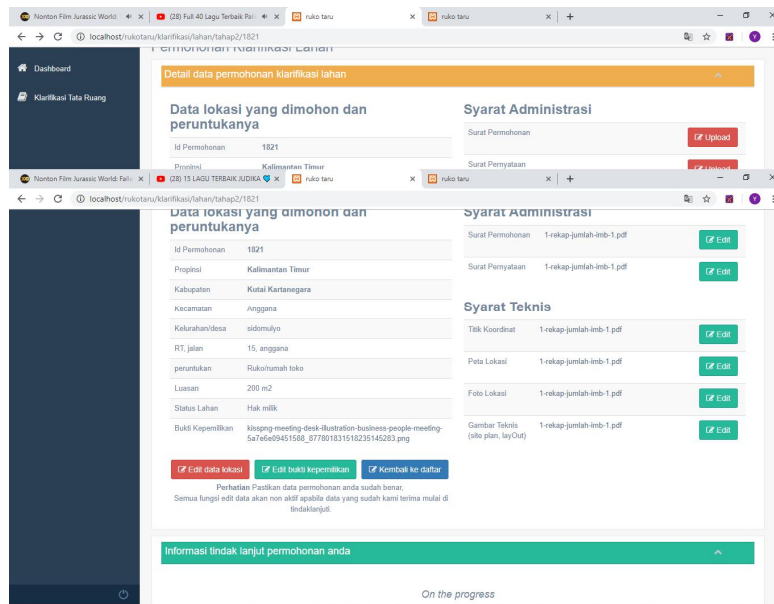 Nonton Film Jurassic World
(28) Full 40 Lagu Terbaik
ruko taru
ruko taru
localhost/rukotaru/klarifikasi/lahan/tahap2/1821
Permohonan Klarifikasi Lahan
Dashboard
Klarifikasi Tata Ruang
Detail data permohonan klarifikasi lahan
Data lokasi yang dimohon dan
peruntukanya
Id Permohonan 1821
Propinsi Kalimantan Timur
Syarat Administrasi
Surat Permohonan Upload
Surat Pernyataan Upload
Nonton Film Jurassic World: Falle
(28) 15 LAGU TERBAIK JUDIKA
ruko taru
ruko taru
localhost/rukotaru/klarifikasi/lahan/tahap2/1821
Data lokasi yang dimohon dan
peruntukanya
Id Permohonan 1821
Propinsi Kalimantan Timur
Kabupaten Kutai Kartanegara
Kecamatan Anggana
Kelurahan/desa sidomulyo
RT, jalan 15, anggana
peruntukan Ruko/rumah toko
Luasan 200 m2
Status Lahan Hak milik
Bukti Kepemilikan kisspng-meeting-desk-illustration-business-people-meeting-
5a7e6e09451588_877801831518235145283.png
Edit data lokasi Edit bukti kepemilikan Kembali ke daftar
Perhatian Pastikan data permohonan anda sudah benar,
Semua fungsi edit data akan non aktif apabila data yang sudah kami terima mulai di
tindaklanjuti.
Syarat Administrasi
Surat Permohonan 1-rekap-jumlah-imb-1.pdf Edit
Surat Pernyataan 1-rekap-jumlah-imb-1.pdf Edit
Syarat Teknis
Titik Koordinat 1-rekap-jumlah-imb-1.pdf Edit
Peta Lokasi 1-rekap-jumlah-imb-1.pdf Edit
Foto Lokasi 1-rekap-jumlah-imb-1.pdf Edit
Gambar Teknis 1-rekap-jumlah-imb-1.pdf Edit
(site plan, layOut)
Informasi tindak lanjut permohonan anda
On the progress